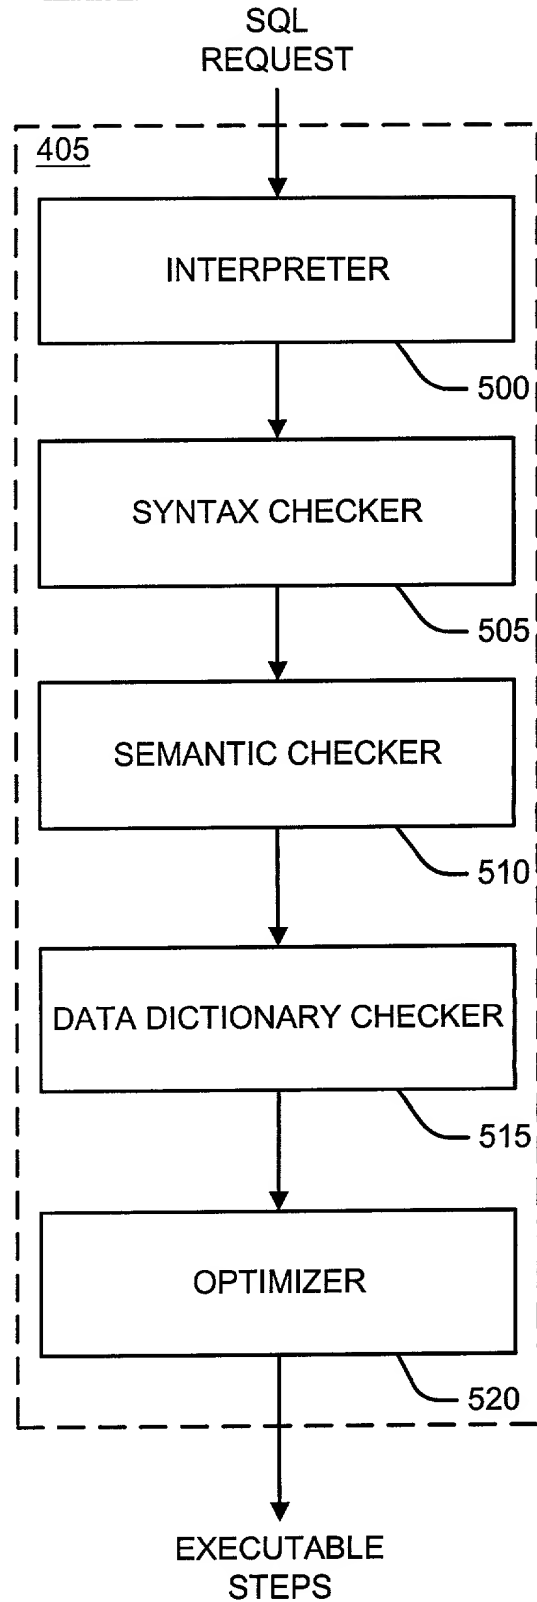 SQL
REQUEST
405
INTERPRETER
500
SYNTAX CHECKER
505
SEMANTIC CHECKER
510
DATA DICTIONARY CHECKER
515
OPTIMIZER
520
EXECUTABLE
STEPS